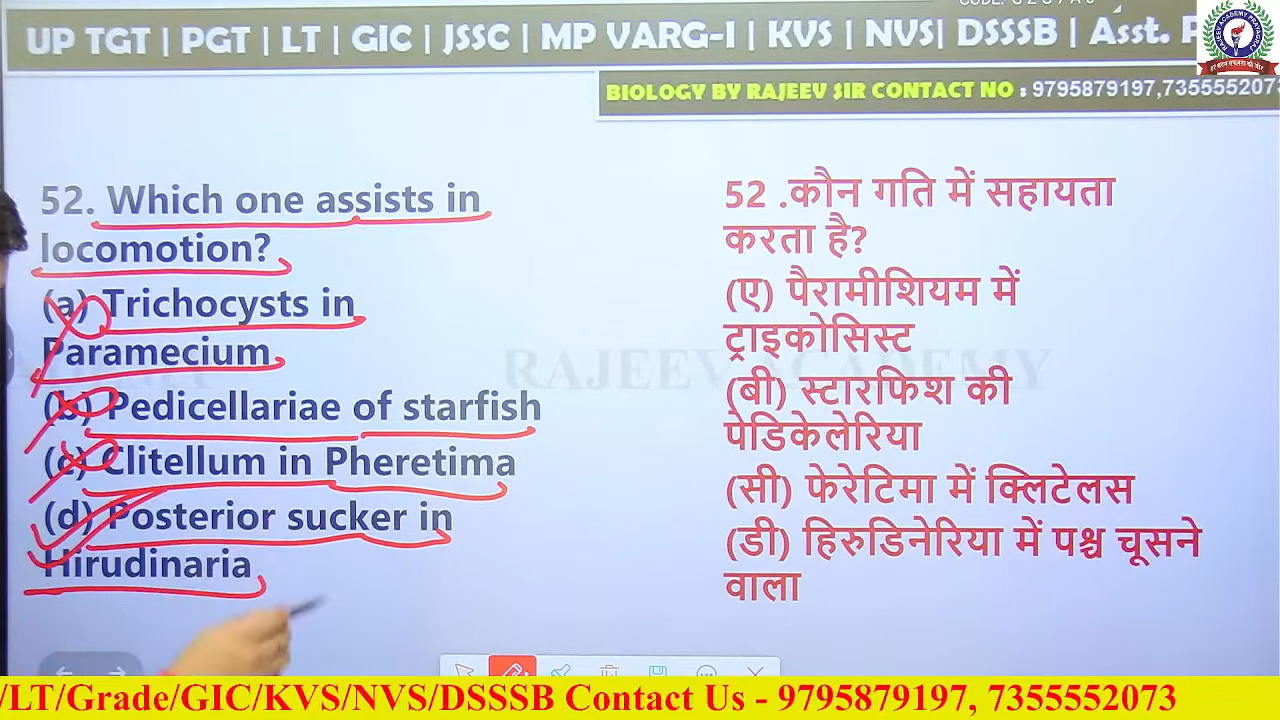 UP TGT | PGT | LT | GIC | JSSC | MP VARG-I | KVS | NVS| DSSSB | Asst.
BIOLOGY BY RAJEEV SIR CONTACT NO : 9795879197,7355552073
52. Which one assists in
locomotion?
(a) Trichocysts in
Paramecium
(b) Pedicellariae of starfish
(c) Clitellum in Pheretima
(d) Posterior sucker in
Hirudinaria
52 .कौन गति में सहायता
करता है?
(ए) पैरामीशियम में
ट्राइकोसिस्ट
(बी) स्टारफिश की
पेडिकेलेरिया
(सी) फेरेटिमा में क्लिटेलस
(डी) हिरुडिनेरिया में पश्च चूसने
वाला
RAJEEV ACADEMY
/LT/Grade/GIC/KVS/NVS/DSSSB Contact Us - 9795879197, 7355552073